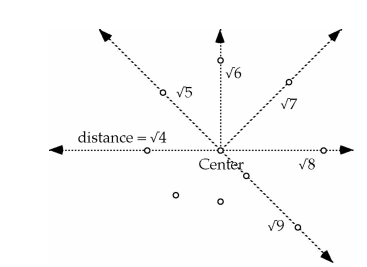 √6
√5
√7
distance = √4
Center
√8
√9